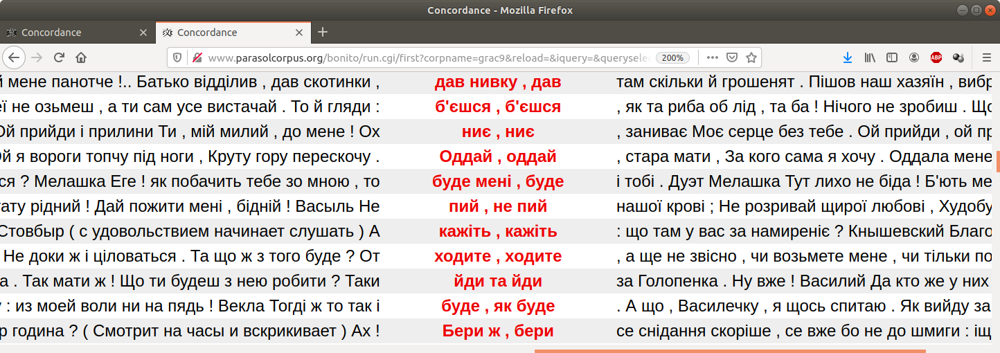 Concordance - Mozilla Firefox
Concordance Concordance
www.parasolcorpus.org/bonito/run.cgi/first?corpname=grac9&reload=&iquery=&querysele 200% ABP
й мене панотче !.. Батько відділив , дав скотинки , дав нивку , дав там скільки й грошенят . Пішов наш хазяїн , вибр
еї не озьмеш , а ти сам усе вистачай . То й гляди : б'єшся , б'єшся , як та риба об лід , та ба ! Нічого не зробиш . Що
Ой прийди і прилини Ти , мій милий , до мене ! Ох ниє , ниє , заниває Моє серце без тебе . Ой прийди , ой пр
Ой я вороги топчу під ноги , Круту гору перескочу . Оддай , оддай , стара мати , За кого сама я хочу . Оддала мене
ся ? Мелашка Еге ! як побачить тебе зо мною , то буде мені , буде і тобі . Дуэт Мелашка Тут лихо не біда ! Б'ють ме
тату рідний ! Дай пожити мені , бідній ! Васыль Не пий , не пий нашої крові ; Не розривай щирої любові , Худобу
Стовбыр ( с удовольствием начинает слушать ) А кажіть , кажіть : що там у вас за намиреніє ? Кнышевский Благо
Не доки ж і ціловаться . Та що ж з того буде ? От ходите , ходите , а ще не звісно , чи возьмете мене , чи тільки по
а . Так мати ж ! Що ти будеш з нею робити ? Таки йди та йди за Голопенка . Ну вже ! Василий Да кто же у них
: из моей воли ни на пядь ! Векла Тогді ж то так і буде , як буде . А що , Василечку , я щось спитаю . Як вийду за
р година ? ( Смотрит на часы и вскрикивает ) Ах ! Бери ж , бери се снідання скоріше , се вже бо не до шмиги : іщ